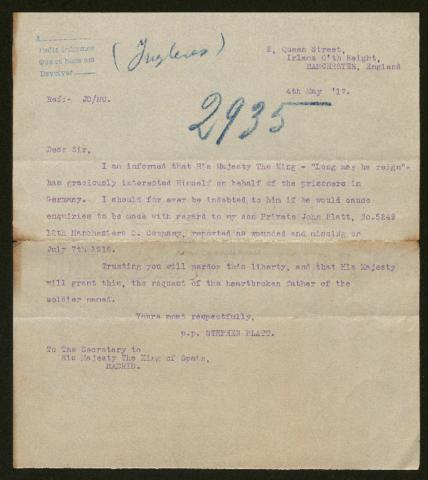 A
Pedir informes
Devolver
(Ingleses)
2, Queen Street,
Irlams O'th Height,
MANCHESTER, England
4th May '17.
Ref:- JD/MC.
2935
Dear Sir,
I am informed that His Majesty The King - "Long may he reign"-
has graciously interested Himself on behalf of the prisoners in
Germany. I should for ever be indebted to him if he would cause
enquiries to be made with regard to my son Private John Platt, No.5249
12th Manchesters D. Company, reported as wounded and missing on
July 7th 1916.
Trusting you will pardon this liberty, and that His Majesty
will grant this, the request of the heartbroken father of the
soldier named.
Yours most respectfully,
p.p. STEPHEN PLATT.
To The Secretary to
His Majesty The King of Spain,
MADRID.